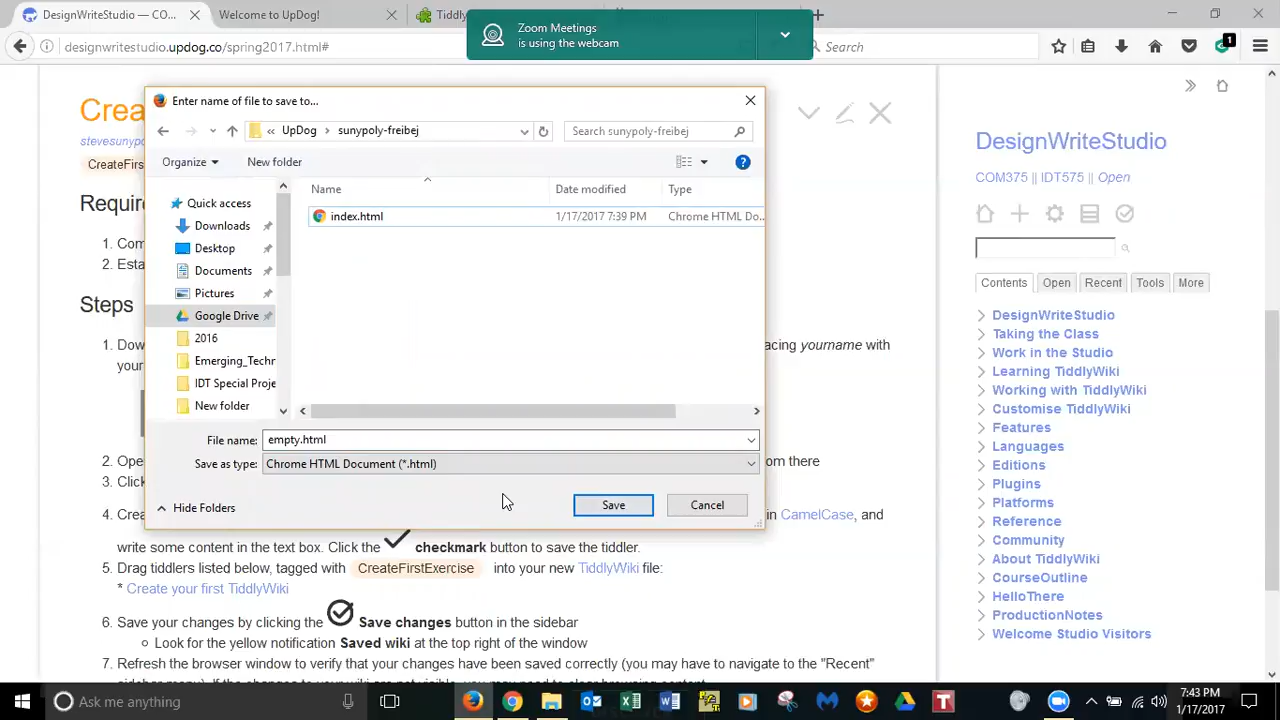 DesignWriteStudio — CO...
Welcome to UpDog!
Tiddly
Zoom Meetings
is using the webcam
designwritestudio.updog.co/spring2017.html#
Search
1
Crea
stevesunypo
CreateFirs
Require
1. Com
2. Esta
Steps
1. Dow
acing yourname with
your
2. Ope
om there
3. Click
4. Crea
in CamelCase, and
write some content in the text box. Click the checkmark button to save the tiddler.
5. Drag tiddlers listed below, tagged with CreateFirstExercise into your new TiddlyWiki file:
* Create your first TiddlyWiki
6. Save your changes by clicking the Save changes button in the sidebar
Look for the yellow notification Saved wiki at the top right of the window
7. Refresh the browser window to verify that your changes have been saved correctly (you may have to navigate to the "Recent"
Enter name of file to save to...
« UpDog > sunypoly-freibej
Search sunypoly-freibej
Organize
New folder
Name
Date modified
Type
index.html
1/17/2017 7:39 PM
Chrome HTML Do...
Quick access
Downloads
Desktop
Documents
Pictures
Google Drive
2016
Emerging_Techn
IDT Special Proje
New folder
File name: empty.html
Save as type: Chrome HTML Document (*.html)
Hide Folders
Save
Cancel
DesignWriteStudio
COM375 || IDT575 || Open
Contents
Open
Recent
Tools
More
DesignWriteStudio
Taking the Class
Work in the Studio
Learning TiddlyWiki
Working with TiddlyWiki
Customise TiddlyWiki
Features
Languages
Editions
Plugins
Platforms
Reference
Community
About TiddlyWiki
CourseOutline
HelloThere
ProductionNotes
Welcome Studio Visitors
Ask me anything
7:43 PM
1/17/2017